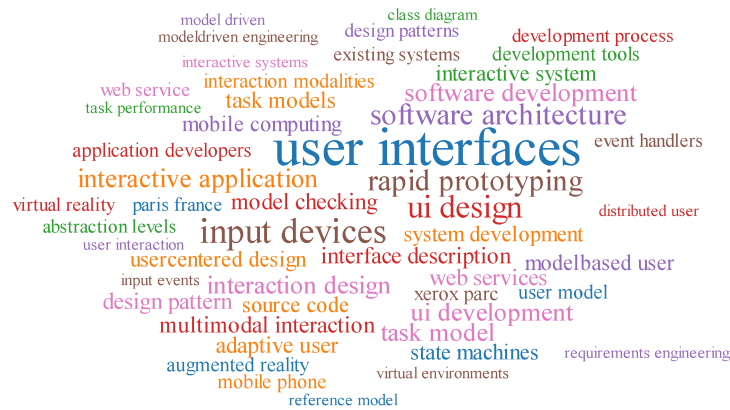 class diagram
model driven
design patterns
modeldriven engineering
development process
existing systems
development tools
interactive systems
interactive system
interaction modalities
web service
task models
software development
task performance
software architecture
mobile computing
event handlers
user interfaces
application developers
interactive application
rapid prototyping
virtual reality
paris france
model checking
ui design
distributed user
abstraction levels
input devices
system development
user interaction
usercentered design
interface description
modelbased user
input events
interaction design
web services
xerox parc
user model
design pattern
source code
ui development
multimodal interaction
task model
adaptive user
state machines
requirements engineering
augmented reality
virtual environments
mobile phone
reference model